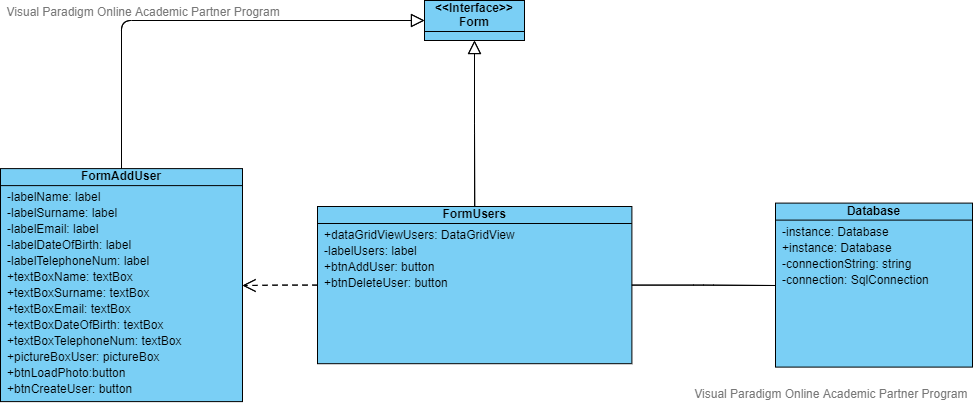 Visual Paradigm Online Academic Partner Program
<<Interface>>
Form
FormAddUser
-labelName: label
-labelSurname: label
-labelEmail: label
-labelDateOfBirth: label
-labelTelephoneNum: label
+textBoxName: textBox
+textBoxSurname: textBox
+textBoxEmail: textBox
+textBoxDateOfBirth: textBox
+textBoxTelephoneNum: textBox
+pictureBoxUser: pictureBox
+btnLoadPhoto:button
+btnCreateUser: button
FormUsers
+dataGridViewUsers: DataGridView
-labelUsers: label
+btnAddUser: button
+btnDeleteUser: button
Database
-instance: Database
+instance: Database
-connectionString: string
-connection: SqlConnection
Visual Paradigm Online Academic Partner Program